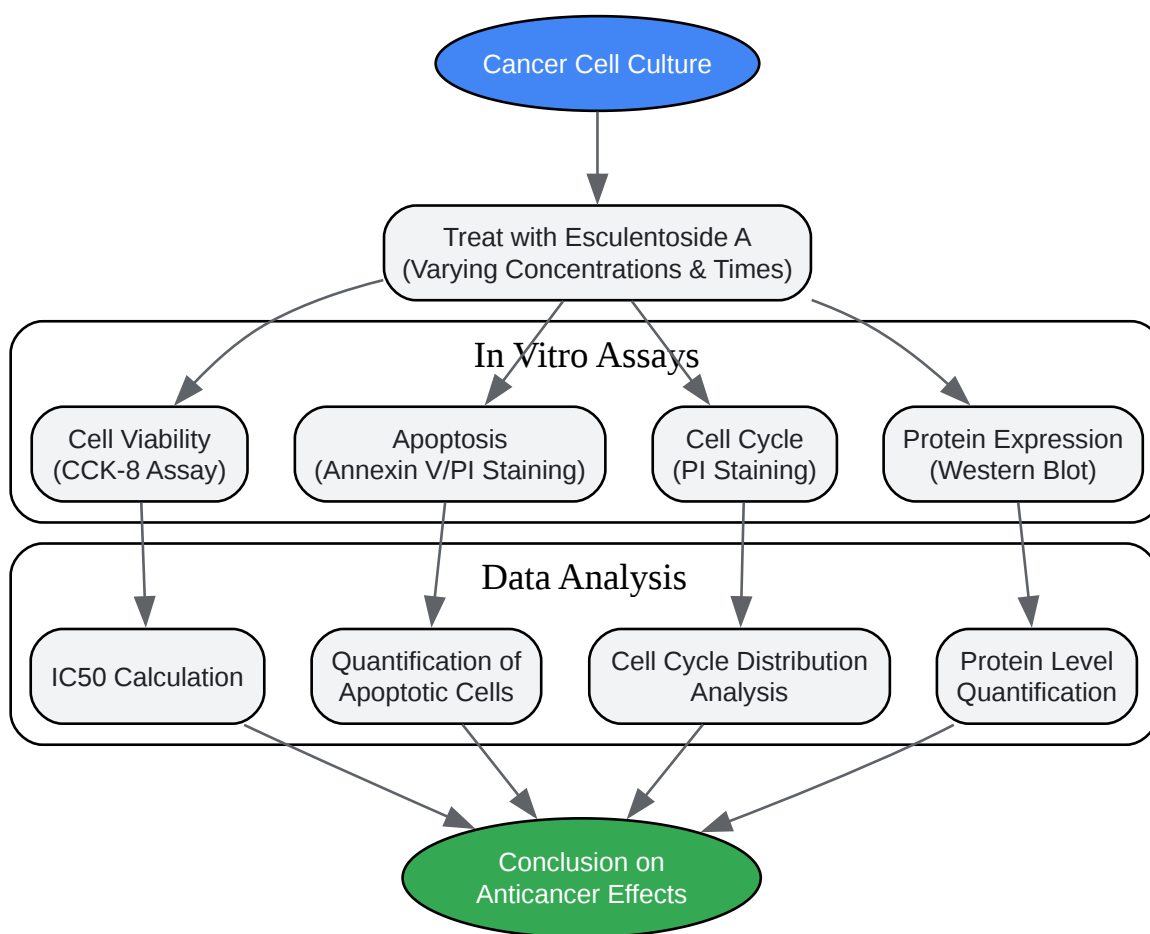 Cancer Cell Culture
Treat with Esculentoside A
(Varying Concentrations & Times)
In Vitro Assays
Cell Viability
(CCK-8 Assay)
Apoptosis
(Annexin V/PI Staining)
Cell Cycle
(PI Staining)
Protein Expression
(Western Blot)
Data Analysis
IC50 Calculation
Quantification of
Apoptotic Cells
Cell Cycle Distribution
Analysis
Protein Level
Quantification
Conclusion on
Anticancer Effects